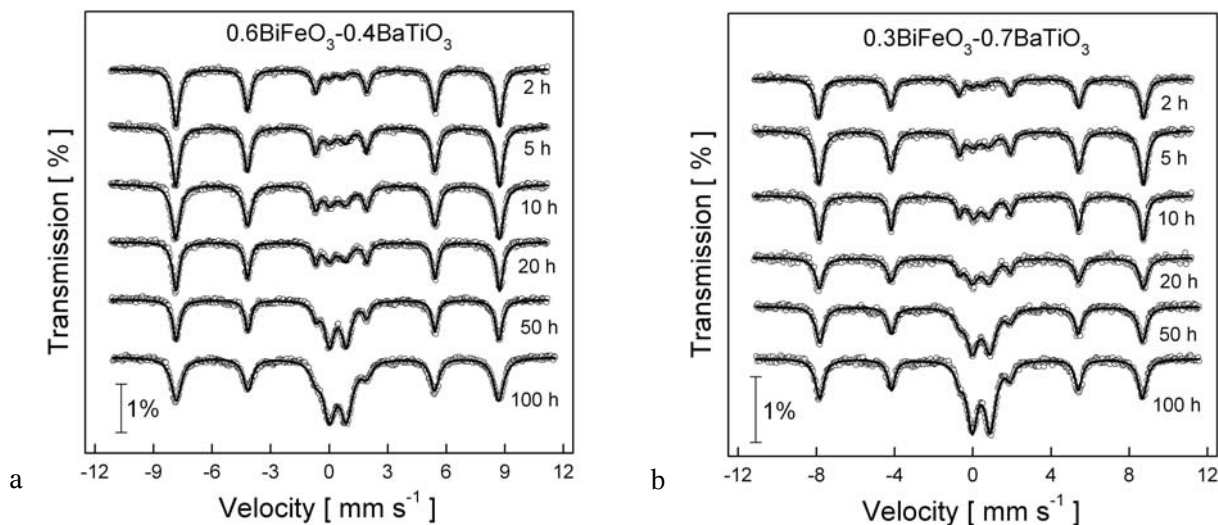 0.6BiFeO₃-0.4BaTiO₃
2 h
5 h
10 h
20 h
50 h
100 h
1%
Transmission [ % ]
-12 -9 -6 -3 0 3 6 9 12
Velocity [ mm s⁻¹ ]
a
0.3BiFeO₃-0.7BaTiO₃
2 h
5 h
10 h
20 h
50 h
100 h
1%
Transmission [ % ]
-12 -8 -4 0 4 8 12
Velocity [ mm s⁻¹ ]
b